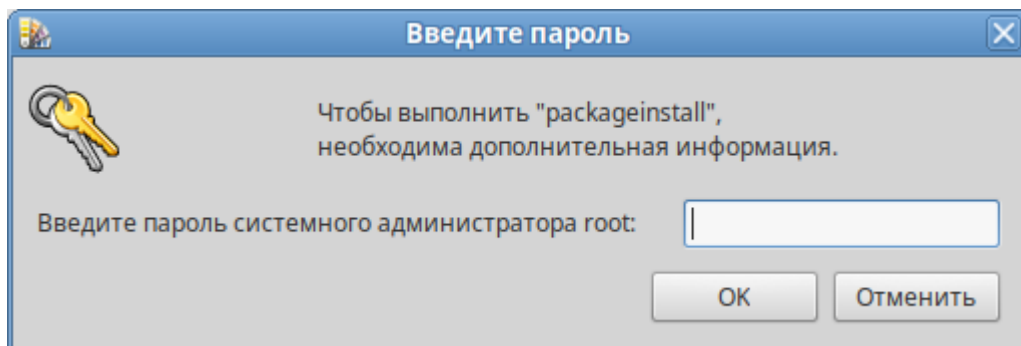 Введите пароль
Чтобы выполнить "packageinstall",
необходима дополнительная информация.
Введите пароль системного администратора root:
OK
Отменить